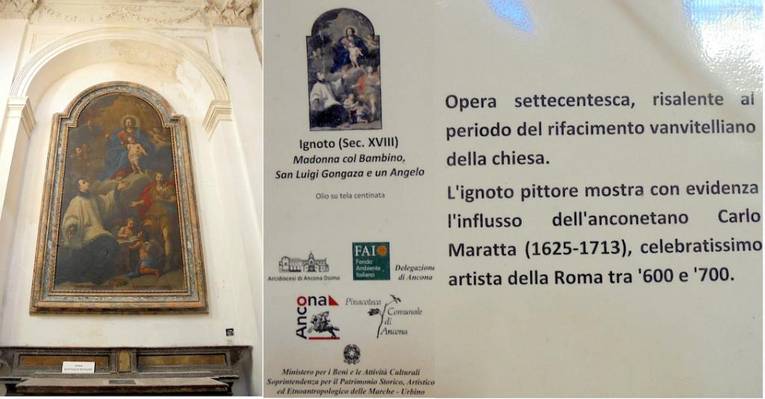 Ignoto (Sec. XVIII)
Madonna col Bambino,
San Luigi Gongaza e un Angelo
Olio su tela centinata
Arcidiocesi di Ancona Osimo
FAI
Fondo
Ambiente
Italiano
Delegazione
di Ancona
Ancona
Pinacoteca
Comunale
di
Ancona
Ministero per i Beni e le Attività Culturali
Soprintendenza per il Patrimonio Storico, Artistico
ed Etnoantropologico delle Marche - Urbino
Opera settecentesca, risalente al
periodo del rifacimento vanvitelliano
della chiesa.
L'ignoto pittore mostra con evidenza
l'influsso dell'anconetano Carlo
Maratta (1625-1713), celebratissimo
artista della Roma tra '600 e '700.